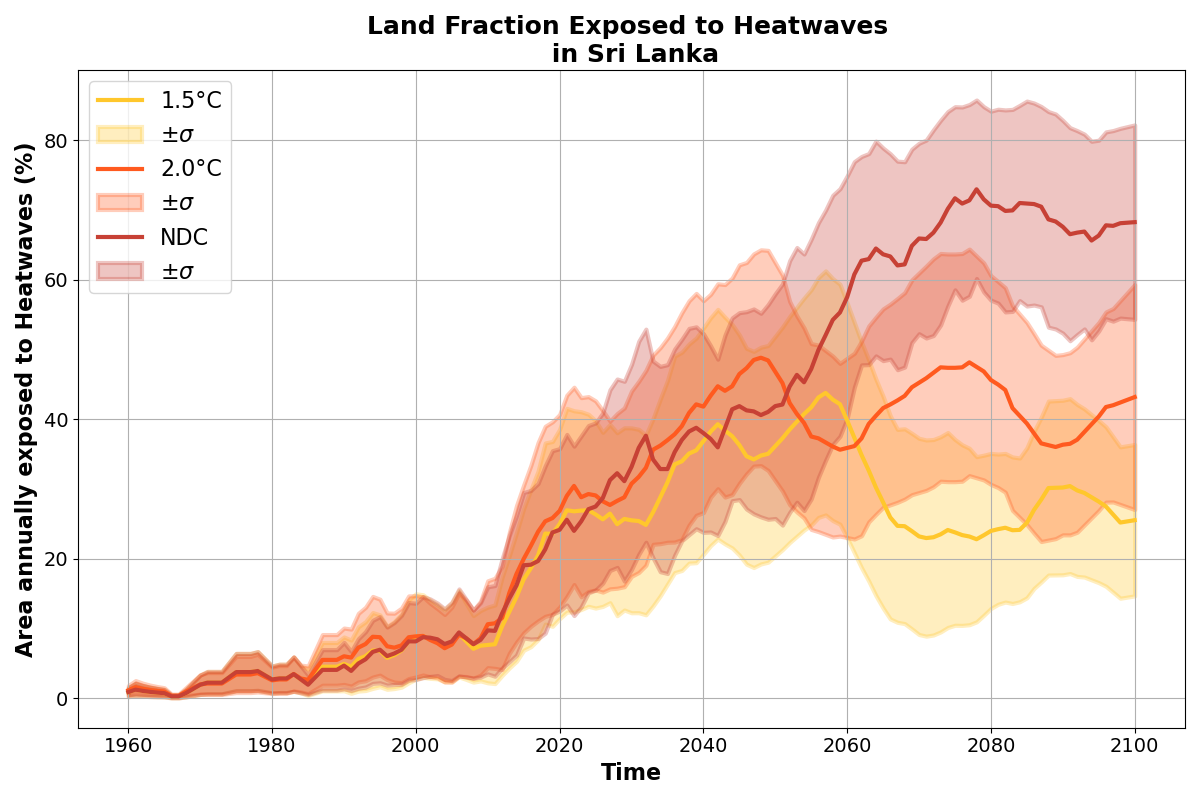 Land Fraction Exposed to Heatwaves
in Sri Lanka
1.5°C
±σ
2.0°C
±σ
NDC
±σ
Area annually exposed to Heatwaves (%)
80
60
40
20
0
1960 1980 2000 2020 2040 2060 2080 2100
Time